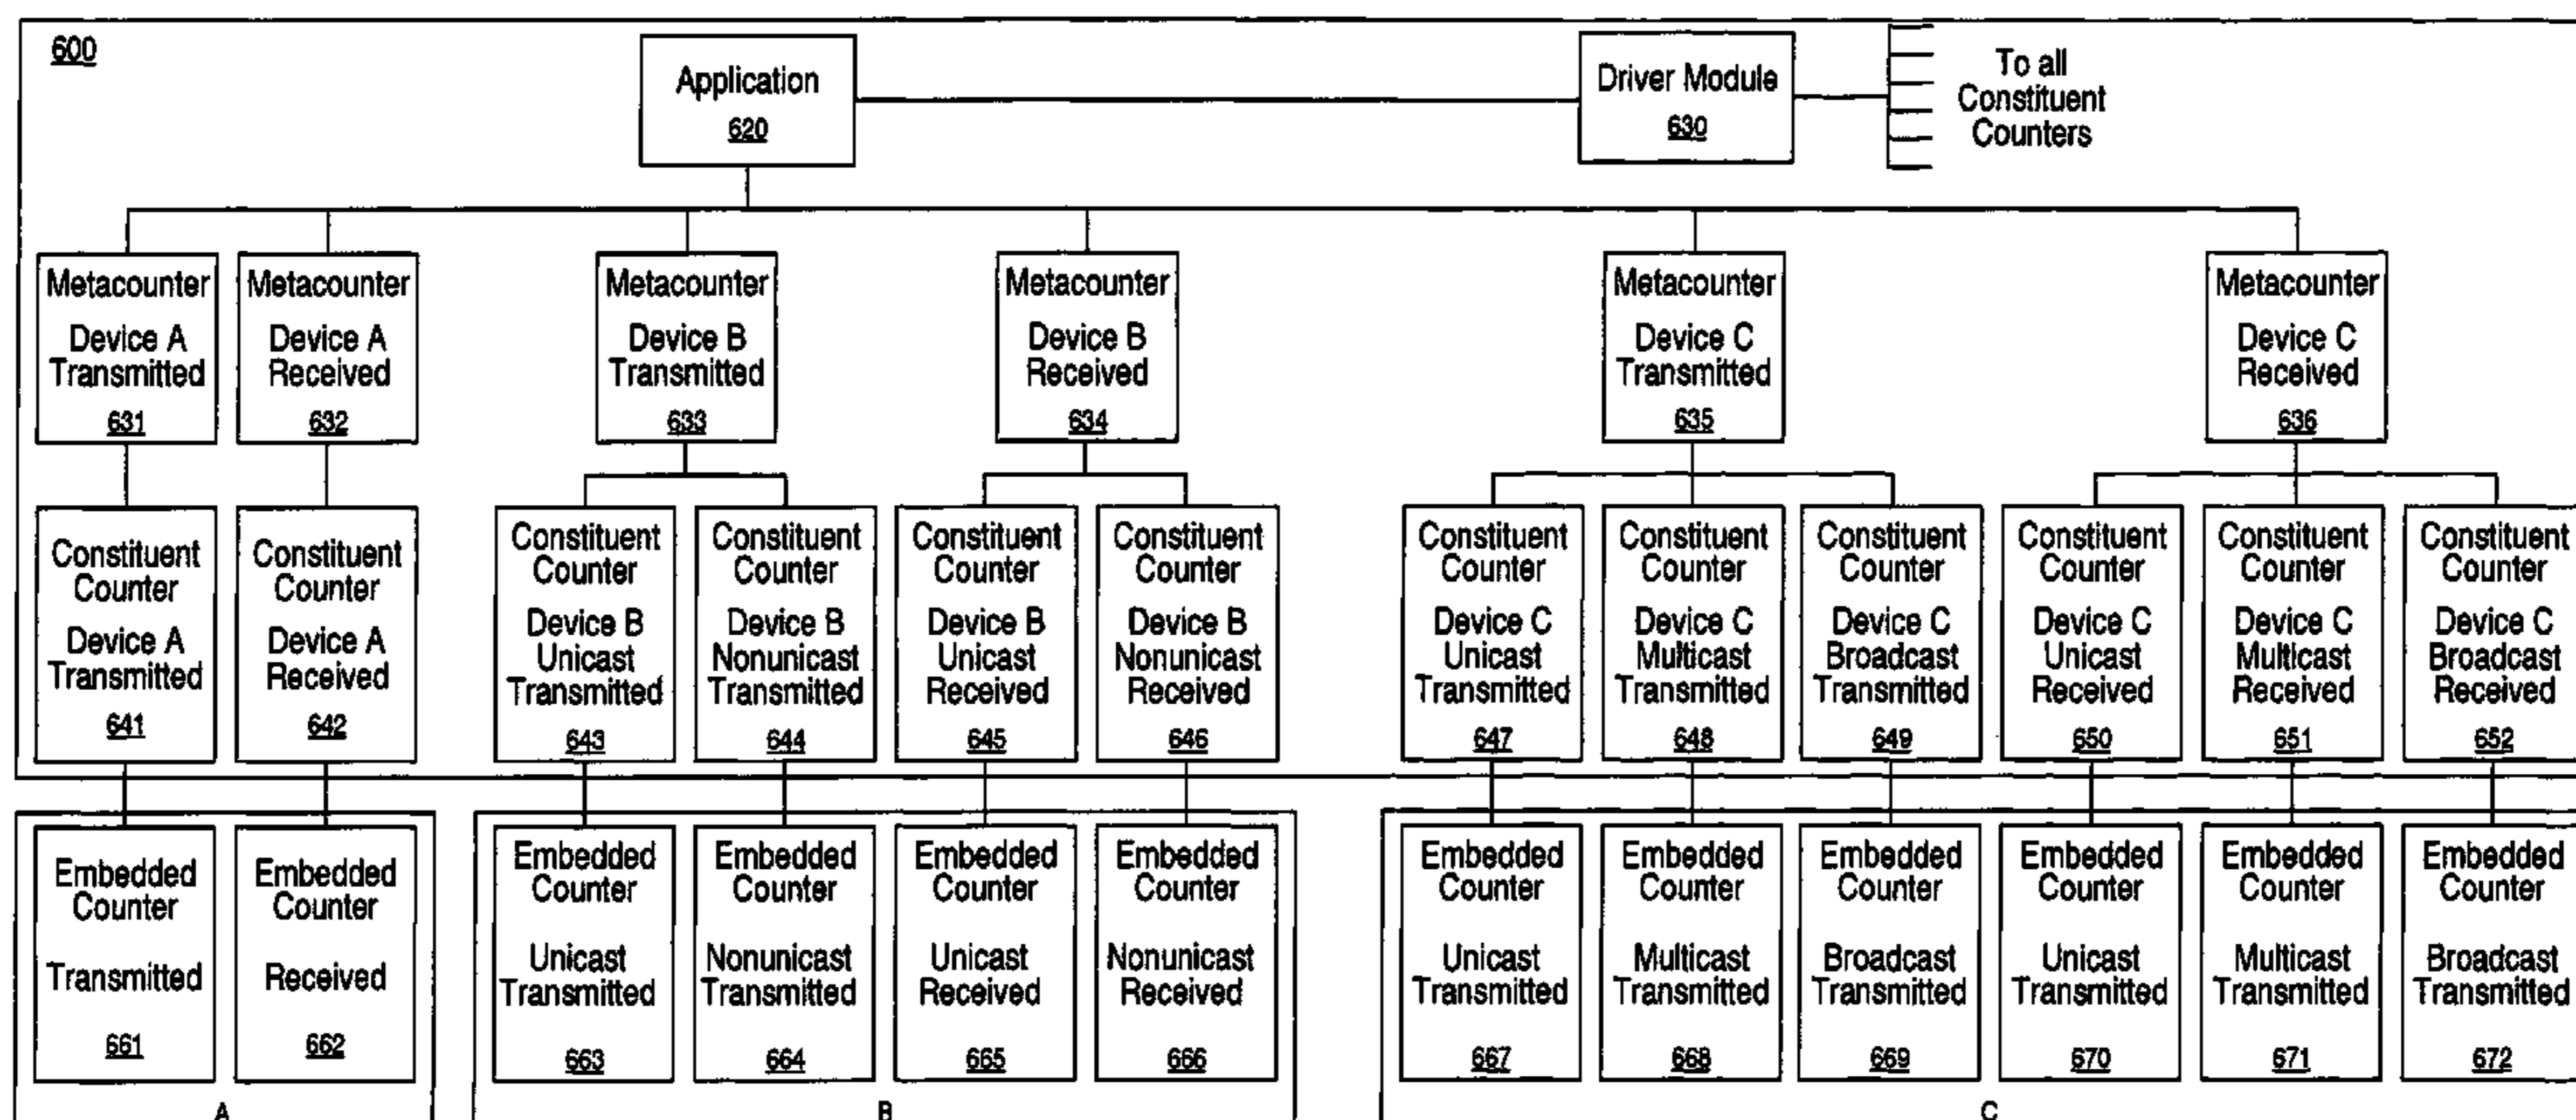 600
Application
620
Driver Module
630
To all
Constituent
Counters
Metacounter
Device A
Transmitted
631
Metacounter
Device A
Received
632
Metacounter
Device B
Transmitted
633
Metacounter
Device B
Received
634
Metacounter
Device C
Transmitted
635
Metacounter
Device C
Received
636
Constituent
Counter
Device A
Transmitted
641
Constituent
Counter
Device A
Received
642
Constituent
Counter
Device B
Unicast
Transmitted
643
Constituent
Counter
Device B
Nonunicast
Transmitted
644
Constituent
Counter
Device B
Unicast
Received
645
Constituent
Counter
Device B
Nonunicast
Received
646
Constituent
Counter
Device C
Unicast
Transmitted
647
Constituent
Counter
Device C
Multicast
Transmitted
648
Constituent
Counter
Device C
Broadcast
Transmitted
649
Constituent
Counter
Device C
Unicast
Received
650
Constituent
Counter
Device C
Multicast
Received
651
Constituent
Counter
Device C
Broadcast
Received
652
Embedded
Counter
Transmitted
661
Embedded
Counter
Received
662
Embedded
Counter
Unicast
Transmitted
663
Embedded
Counter
Nonunicast
Transmitted
664
Embedded
Counter
Unicast
Received
665
Embedded
Counter
Nonunicast
Received
666
Embedded
Counter
Unicast
Transmitted
667
Embedded
Counter
Multicast
Transmitted
668
Embedded
Counter
Broadcast
Transmitted
669
Embedded
Counter
Unicast
Transmitted
670
Embedded
Counter
Multicast
Transmitted
671
Embedded
Counter
Broadcast
Transmitted
672
A
B
C